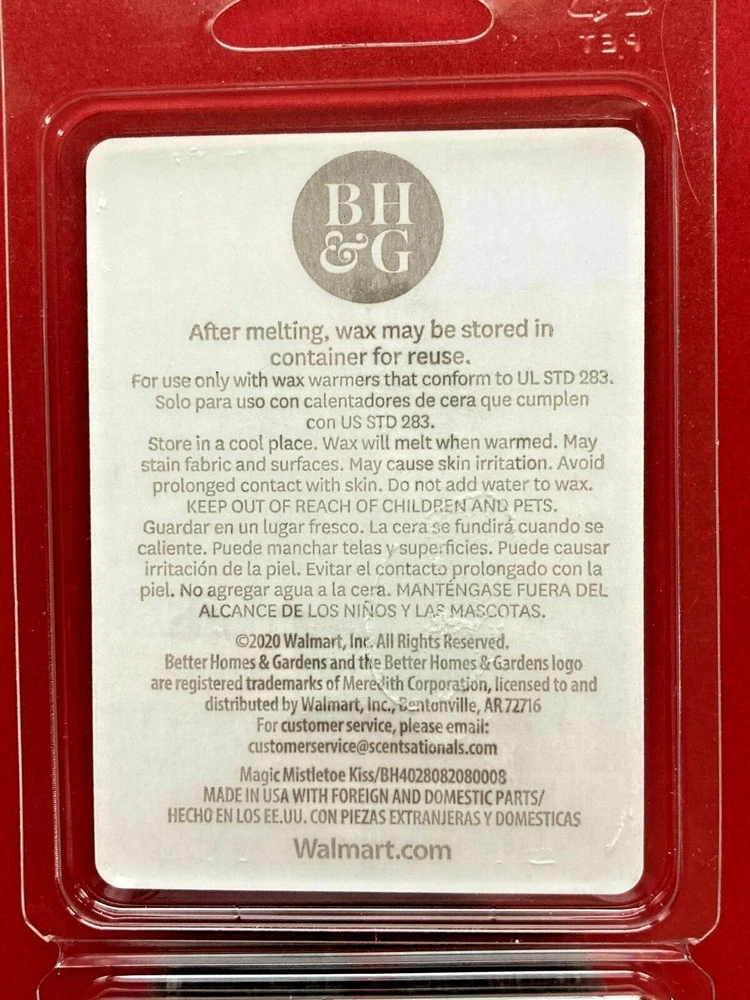 PET
BH
&G
After melting, wax may be stored in
container for reuse.
For use only with wax warmers that conform to UL STD 283.
Solo para uso con calentadores de cera que cumplen
con US STD 283.
Store in a cool place. Wax will melt when warmed. May
stain fabric and surfaces. May cause skin irritation. Avoid
prolonged contact with skin. Do not add water to wax.
KEEP OUT OF REACH OF CHILDREN AND PETS.
Guardar en un lugar fresco. La cera se fundirá cuando se
caliente. Puede manchar telas y superficies. Puede causar
irritación de la piel. Evitar el contacto prolongado con la
piel. No agregar agua a la cera. MANTÉNGASE FUERA DEL
ALCANCE DE LOS NIÑOS Y LAS MASCOTAS.
©2020 Walmart, Inc. All Rights Reserved.
Better Homes & Gardens and the Better Homes & Gardens logo
are registered trademarks of Meredith Corporation, licensed to and
distributed by Walmart, Inc., Bentonville, AR 72716
For customer service, please email:
customerservice@scentsationals.com
Magic Mistletoe Kiss/BH4028082080008
MADE IN USA WITH FOREIGN AND DOMESTIC PARTS/
HECHO EN LOS EE.UU. CON PIEZAS EXTRANJERAS Y DOMESTICAS
Walmart.com